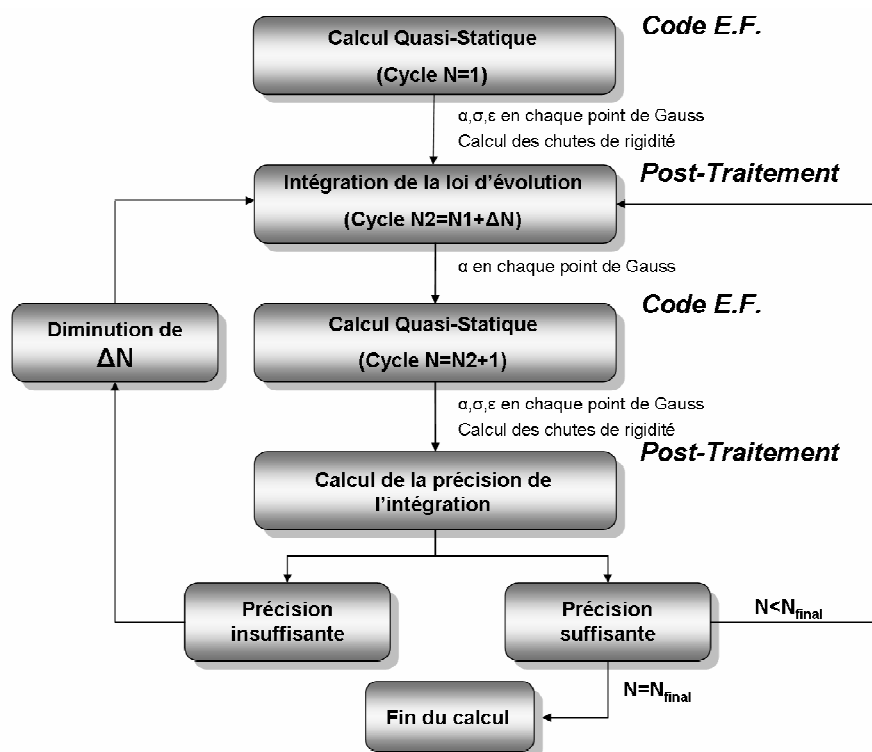 Code E.F.
Calcul Quasi-Statique
(Cycle N=1)
α,σ,ε en chaque point de Gauss
Calcul des chutes de rigidité
Post-Traitement
Intégration de la loi d'évolution
(Cycle N2=N1+ΔN)
α en chaque point de Gauss
Code E.F.
Diminution de
ΔN
Calcul Quasi-Statique
(Cycle N=N2+1)
α,σ,ε en chaque point de Gauss
Calcul des chutes de rigidité
Post-Traitement
Calcul de la précision de
l'intégration
Précision
insuffisante
Précision
suffisante
N<Nfinal
N=Nfinal
Fin du calcul